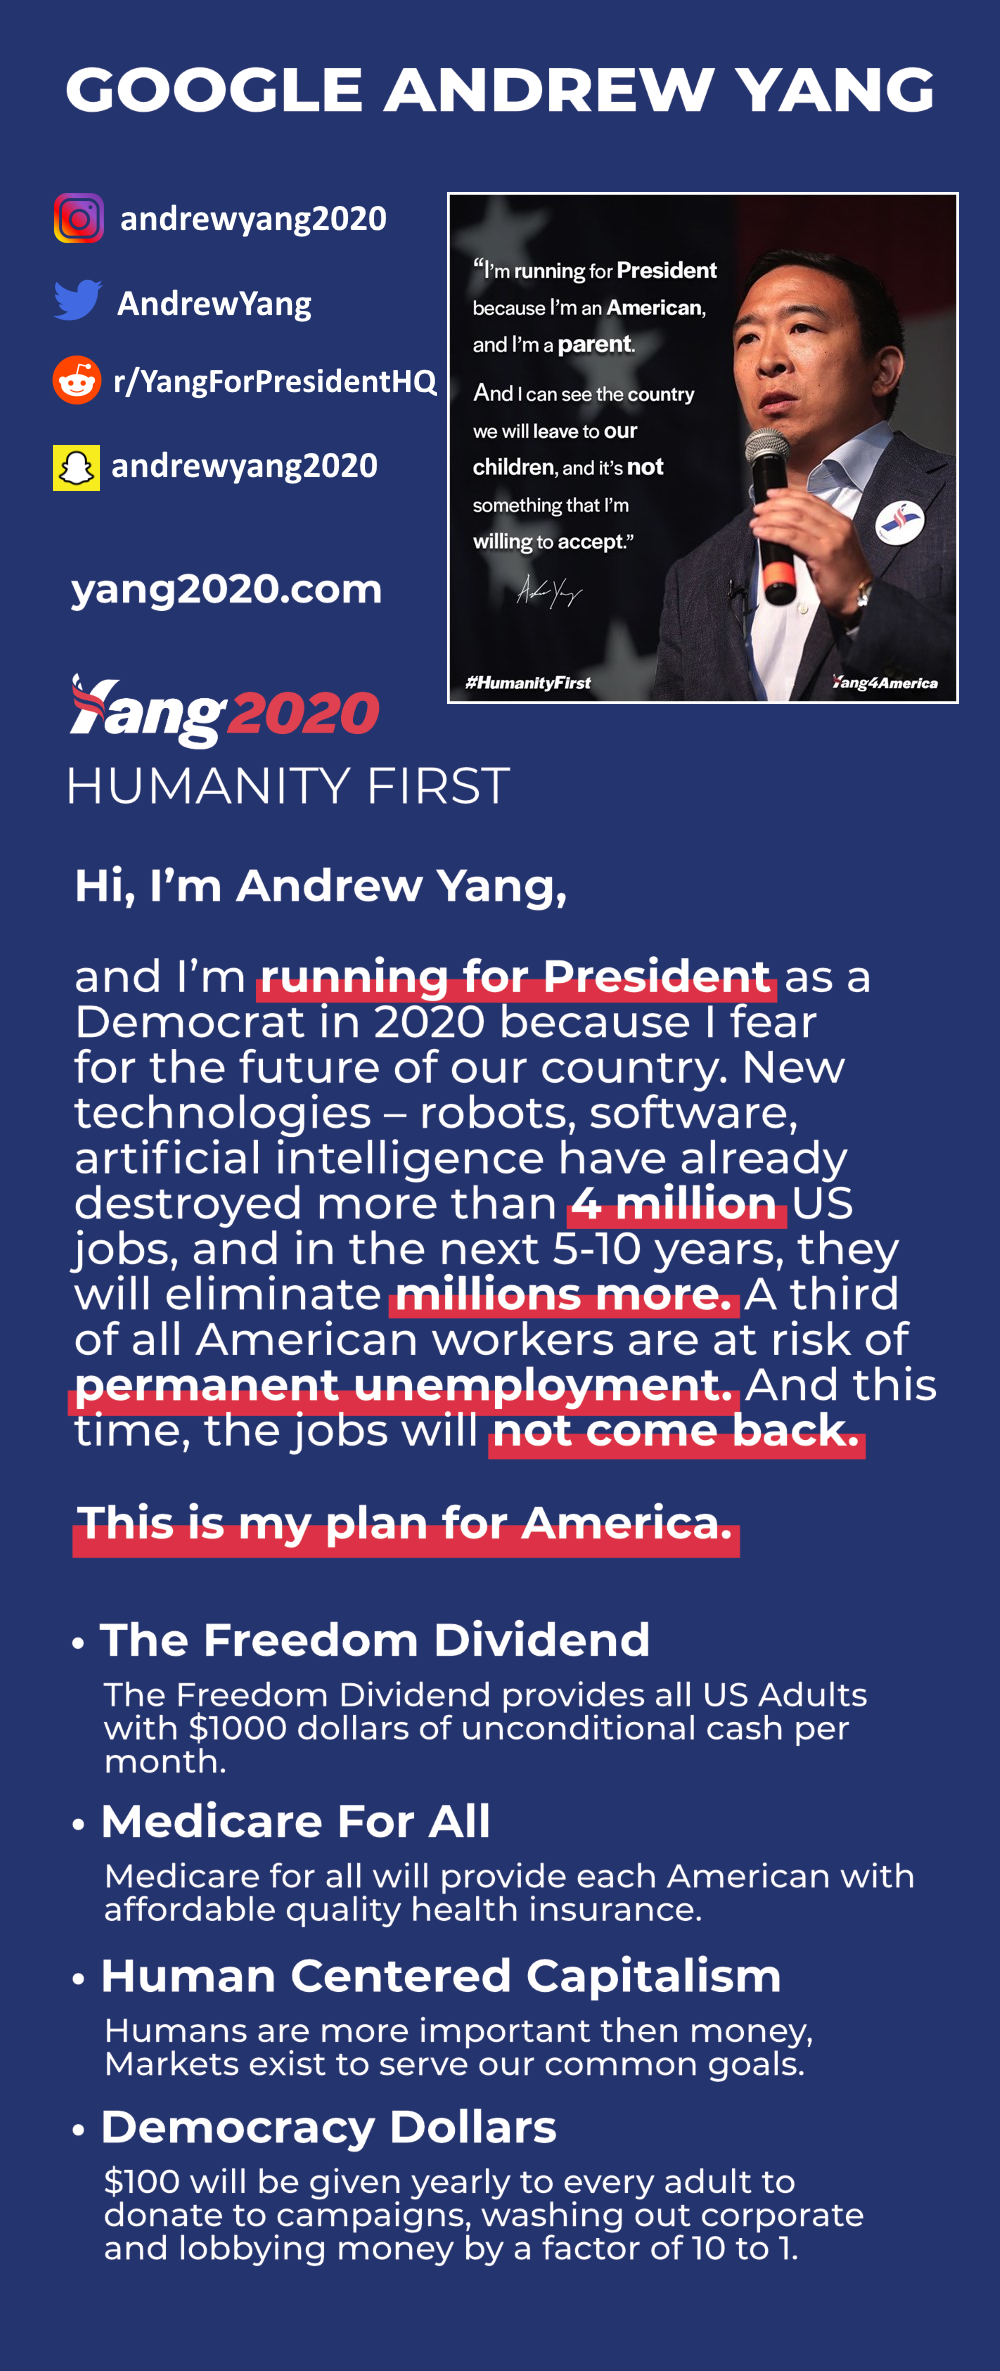 GOOGLE ANDREW YANG
andrewyang2020
AndrewYang
r/YangForPresidentHQ
andrewyang2020
yang2020.com
Yang2020
HUMANITY FIRST
“I’m running for President
because I’m an American,
and I’m a parent.
And I can see the country
we will leave to our
children, and it’s not
something that I’m
willing to accept.”
#HumanityFirst
Yang4America
Hi, I’m Andrew Yang,
and I’m running for President as a
Democrat in 2020 because I fear
for the future of our country. New
technologies – robots, software,
artificial intelligence have already
destroyed more than 4 million US
jobs, and in the next 5-10 years, they
will eliminate millions more. A third
of all American workers are at risk of
permanent unemployment. And this
time, the jobs will not come back.
This is my plan for America.
• The Freedom Dividend
The Freedom Dividend provides all US Adults
with $1000 dollars of unconditional cash per
month.
• Medicare For All
Medicare for all will provide each American with
affordable quality health insurance.
• Human Centered Capitalism
Humans are more important then money,
Markets exist to serve our common goals.
• Democracy Dollars
$100 will be given yearly to every adult to
donate to campaigns, washing out corporate
and lobbying money by a factor of 10 to 1.